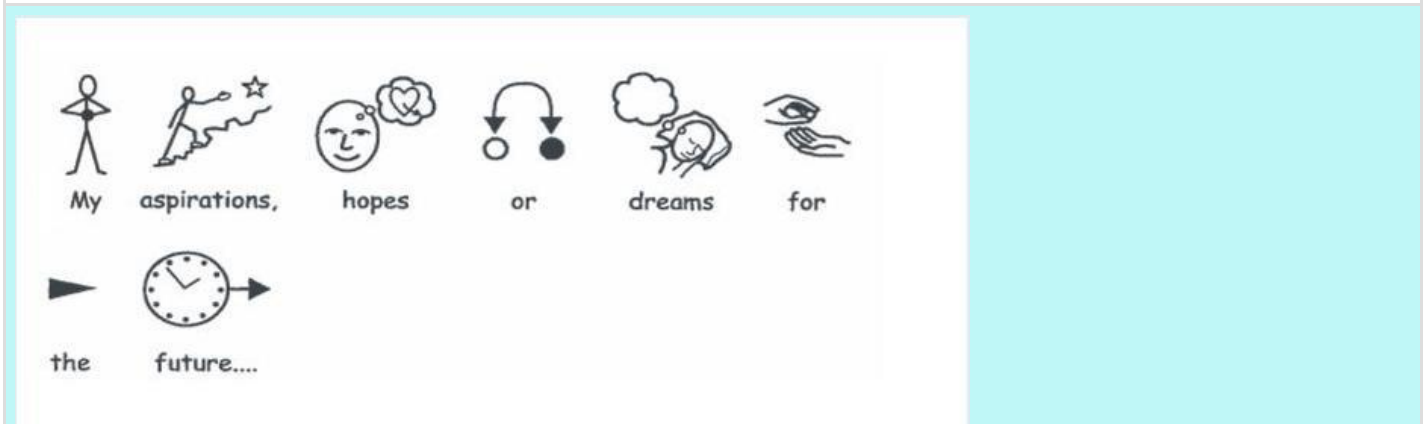 My aspirations, hopes or dreams for
the future....